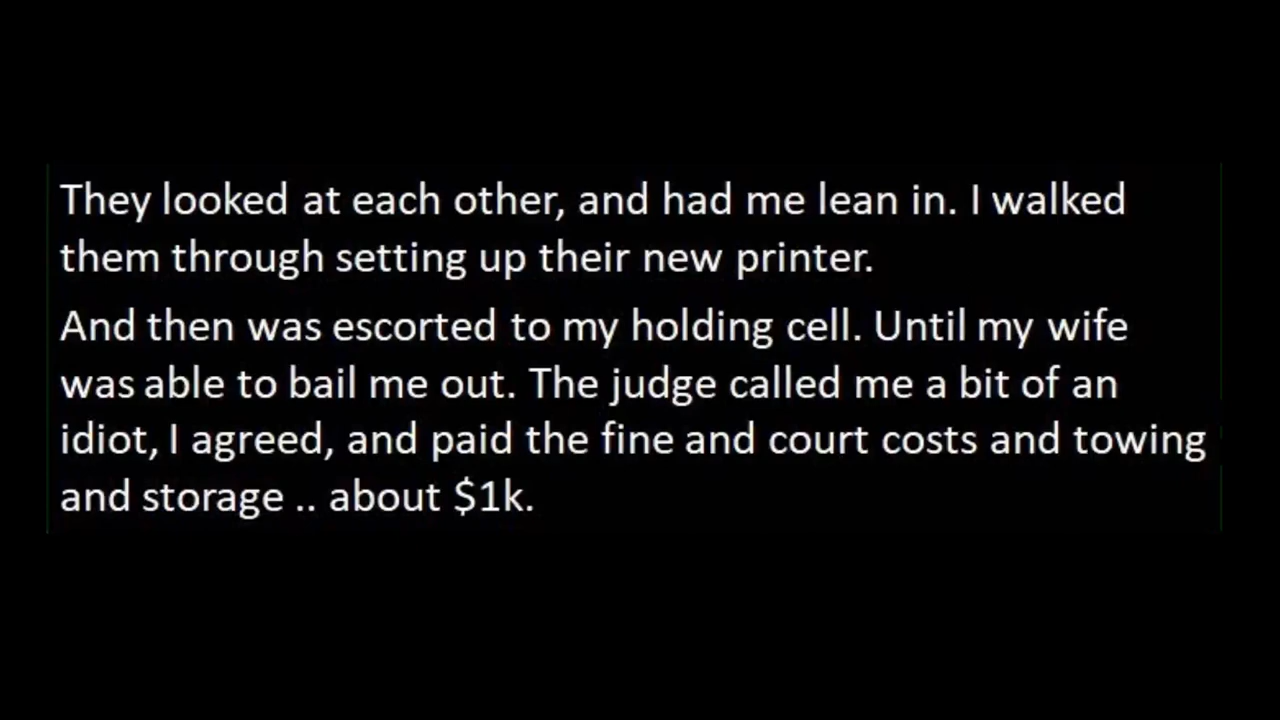 They looked at each other, and had me lean in. I walked
them through setting up their new printer.
And then was escorted to my holding cell. Until my wife
was able to bail me out. The judge called me a bit of an
idiot, I agreed, and paid the fine and court costs and towing
and storage .. about $1k.